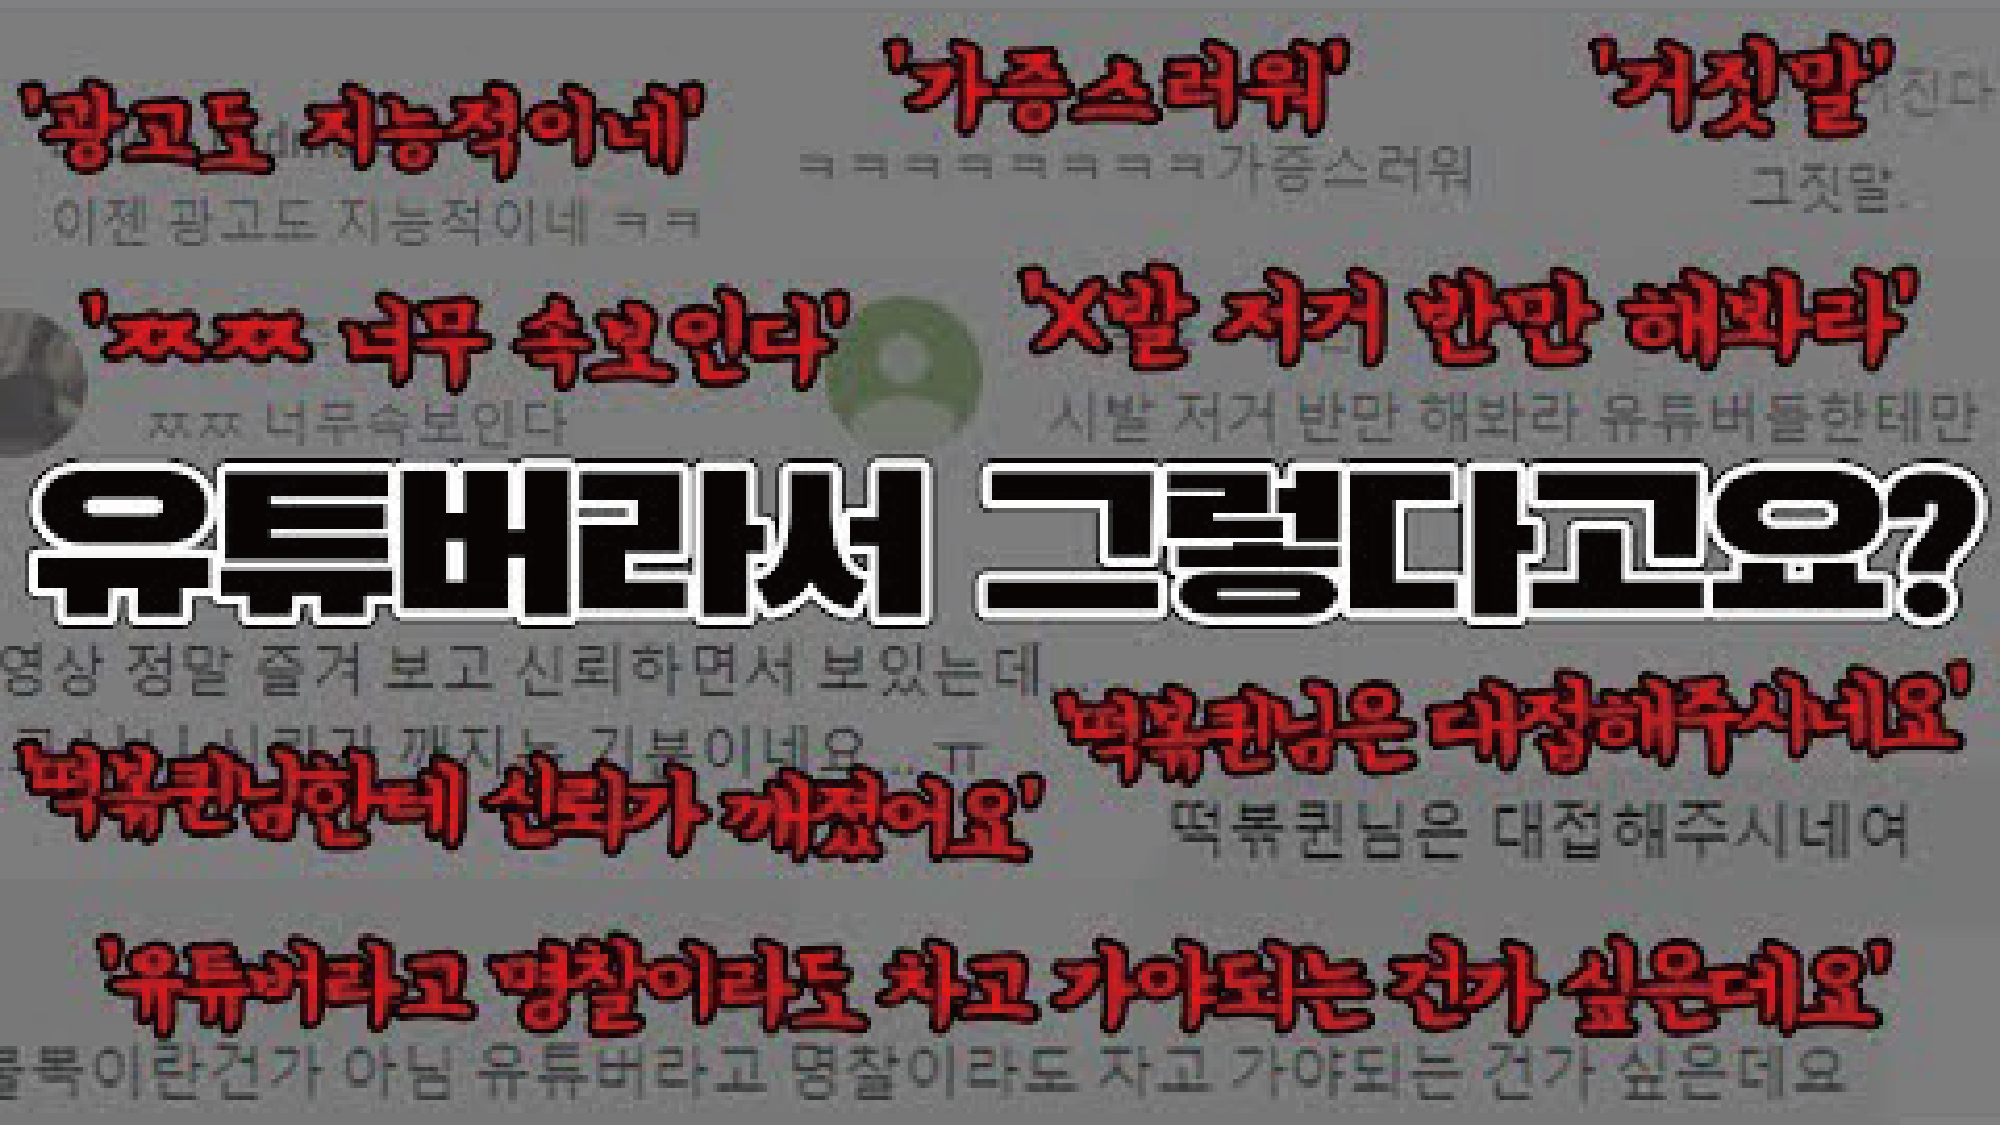 '광고도 지능적이네'
이젠 광고도 지능적이네 ㅋㅋ
'가증스러워'
ㅋㅋㅋㅋㅋㅋㅋㅋ가증스러워
'거짓말'
진다
그짓말.
'ㅉㅉ 너무 속보인다'
ㅉㅉ 너무속보인다
'X발 저거 반만 해봐라'
시발 저거 반만 해봐라 유튜버들한테만
유튜버라서 그렇다고요?
영상 정말 즐겨 보고 신뢰하면서 보있는데...
깨지는 기분이네요... ㅠ
'떡볶퀸님한테 신뢰가 깨졌어요'
'떡볶퀸님은 대접해주시네요'
떡볶퀸님은 대접해주시네여
'유튜버라고 명찰이라도 차고 가야되는 건가 싶은데요'
이란건가 아님 유튜버라고 명찰이라도 자고 가야되는 건가 싶은데요